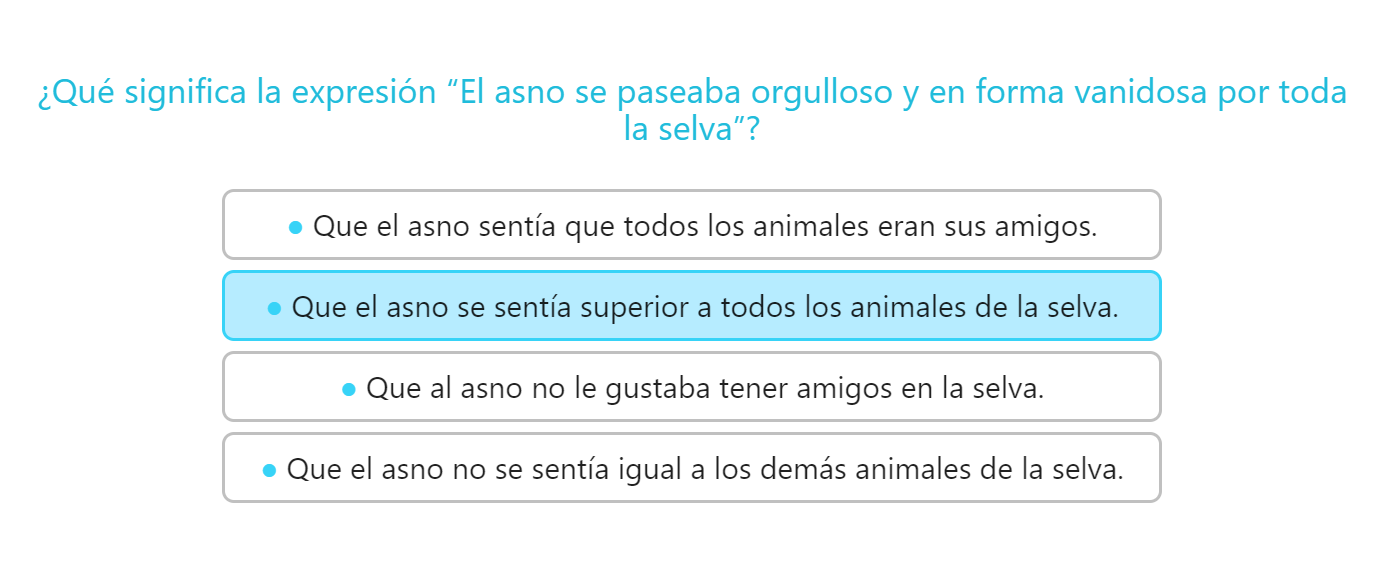 ¿Qué significa la expresión “El asno se paseaba orgulloso y en forma vanidosa por toda
la selva”?
● Que el asno sentía que todos los animales eran sus amigos.
● Que el asno se sentía superior a todos los animales de la selva.
● Que al asno no le gustaba tener amigos en la selva.
● Que el asno no se sentía igual a los demás animales de la selva.